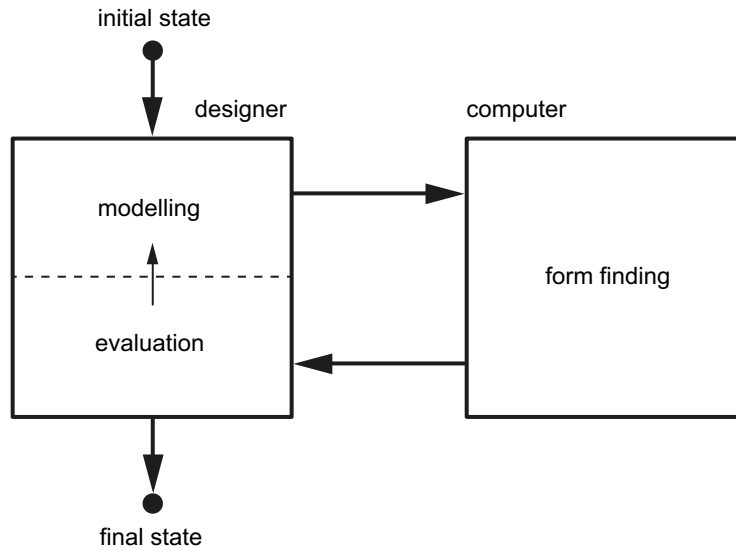 initial state
designer
computer
modelling
form finding
evaluation
final state